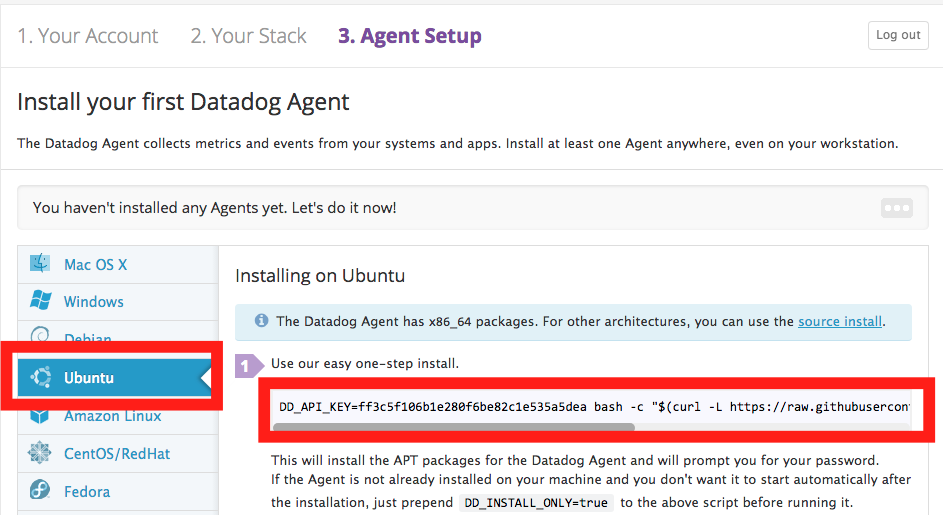 1. Your Account 2. Your Stack 3. Agent Setup Log out
Install your first Datadog Agent
The Datadog Agent collects metrics and events from your systems and apps. Install at least one Agent anywhere, even on your workstation.
You haven't installed any Agents yet. Let's do it now!
Mac OS X
Windows
Debian
Ubuntu
Amazon Linux
CentOS/RedHat
Fedora
Installing on Ubuntu
The Datadog Agent has x86_64 packages. For other architectures, you can use the source install.
1 Use our easy one-step install.
DD_API_KEY=ff3c5f106b1e280f6be82c1e535a5dea bash -c "$(curl -L https://raw.githubusercon
This will install the APT packages for the Datadog Agent and will prompt you for your password.
If the Agent is not already installed on your machine and you don't want it to start automatically after
the installation, just prepend DD_INSTALL_ONLY=true to the above script before running it.